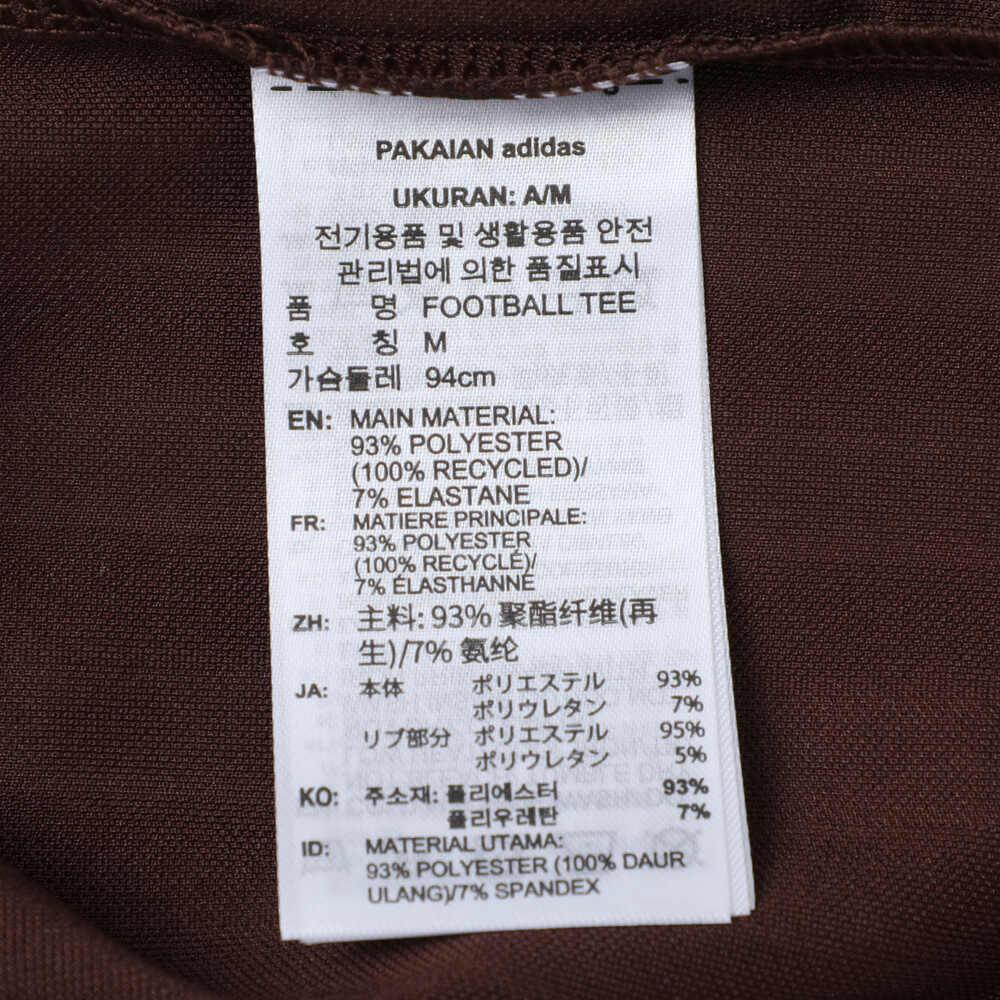 PAKAIAN adidas
UKURAN: A/M
전기용품 및 생활용품 안전
관리법에 의한 품질표시
품 명 FOOTBALL TEE
호 칭 M
가슴둘레 94cm
EN: MAIN MATERIAL:
93% POLYESTER
(100% RECYCLED)/
7% ELASTANE
FR: MATIERE PRINCIPALE:
93% POLYESTER
(100% RECYCLÉ)/
7% ÉLASTHANNE
ZH: 主料: 93% 聚酯纤维(再
生)/7% 氨纶
JA: 本体 ポリエステル 93%
ポリウレタン 7%
リブ部分 ポリエステル 95%
ポリウレタン 5%
KO: 주소재: 폴리에스터 93%
폴리우레탄 7%
ID: MATERIAL UTAMA:
93% POLYESTER (100% DAUR
ULANG)/7% SPANDEX